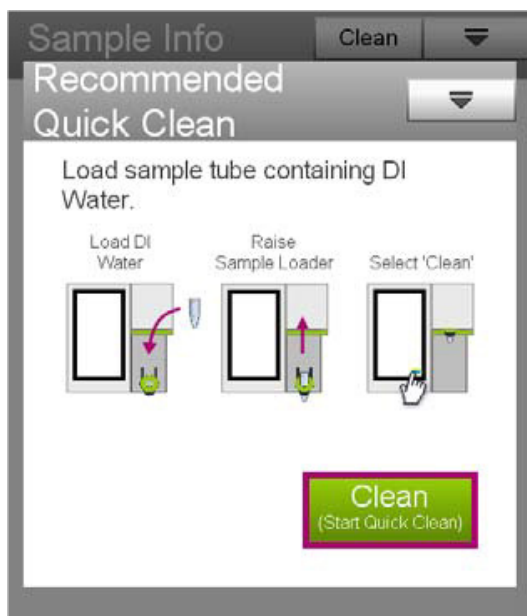 Sample Info
Clean
Recommended
Quick Clean
Load sample tube containing DI
Water.
Load DI
Water
Raise
Sample Loader
Select 'Clean'
Clean
(Start Quick Clean)